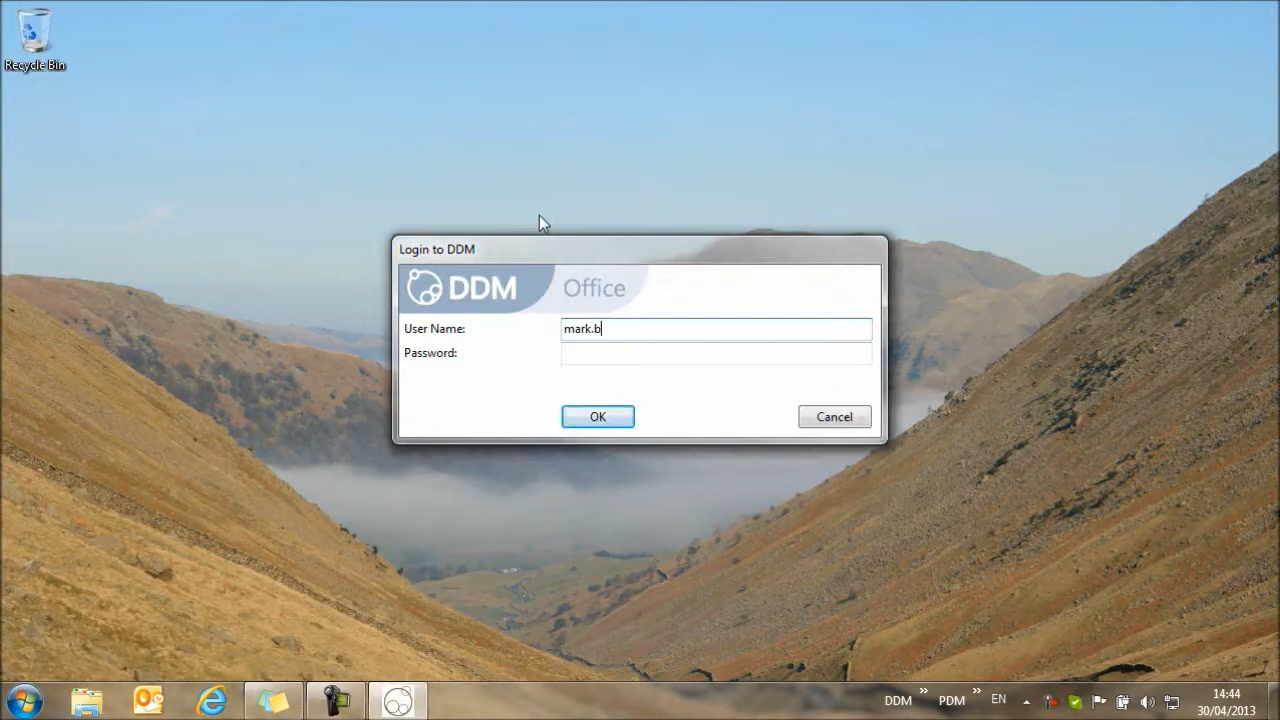 Recycle Bin
Login to DDM
DDM Office
User Name: mark.b
Password:
OK Cancel
DDM » PDM » EN
14:44
30/04/2013